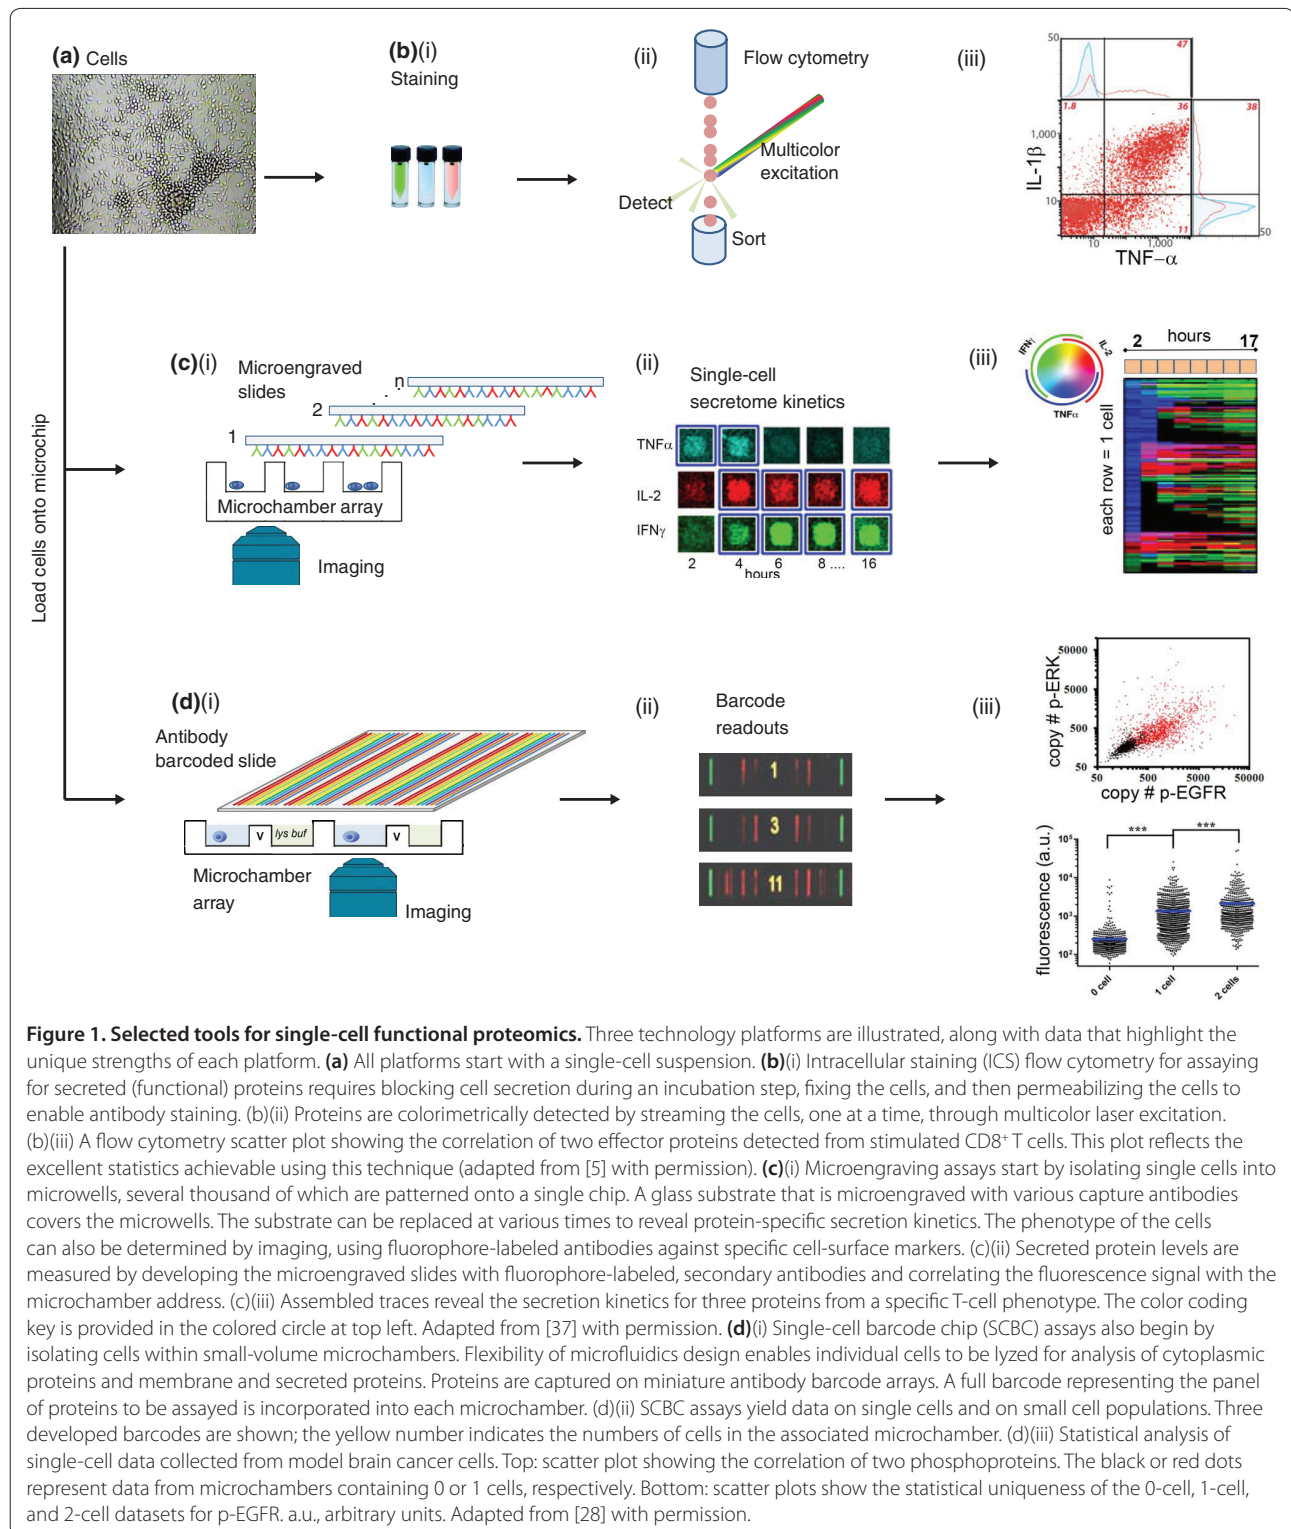 (a) Cells
(b)(i)
Staining
(ii)
Flow cytometry
Multicolor
excitation
Detect
Sort
(iii)
50
47
1.8
36
38
1,000
10
11
50
10
1,000
IL-1β
TNF–α
Load cells onto microchip
(c)(i)
Microengraved
slides
n
. . .
2
1
Microchamber array
Imaging
(ii)
Single-cell
secretome kinetics
TNFα
IL-2
IFNγ
2 4 6 8 .... 16
hours
(iii)
IFNγ
IL-2
TNFα
hours
2 17
each row = 1 cell
(d)(i)
Antibody
barcoded slide
V
lys buf
V
Microchamber
array
Imaging
(ii)
Barcode
readouts
1
3
11
(iii)
copy # p-ERK
50000
5000
500
50
50 500 5000 50000
copy # p-EGFR
fluorescence (a.u.)
*** ***
10⁵
10⁴
10³
10²
0 cell
1 cell
2 cells
Figure 1. Selected tools for single-cell functional proteomics. Three technology platforms are illustrated, along with data that highlight the
unique strengths of each platform. (a) All platforms start with a single-cell suspension. (b)(i) Intracellular staining (ICS) flow cytometry for assaying
for secreted (functional) proteins requires blocking cell secretion during an incubation step, fixing the cells, and then permeabilizing the cells to
enable antibody staining. (b)(ii) Proteins are colorimetrically detected by streaming the cells, one at a time, through multicolor laser excitation.
(b)(iii) A flow cytometry scatter plot showing the correlation of two effector proteins detected from stimulated CD8⁺ T cells. This plot reflects the
excellent statistics achievable using this technique (adapted from [5] with permission). (c)(i) Microengraving assays start by isolating single cells into
microwells, several thousand of which are patterned onto a single chip. A glass substrate that is microengraved with various capture antibodies
covers the microwells. The substrate can be replaced at various times to reveal protein-specific secretion kinetics. The phenotype of the cells
can also be determined by imaging, using fluorophore-labeled antibodies against specific cell-surface markers. (c)(ii) Secreted protein levels are
measured by developing the microengraved slides with fluorophore-labeled, secondary antibodies and correlating the fluorescence signal with the
microchamber address. (c)(iii) Assembled traces reveal the secretion kinetics for three proteins from a specific T-cell phenotype. The color coding
key is provided in the colored circle at top left. Adapted from [37] with permission. (d)(i) Single-cell barcode chip (SCBC) assays also begin by
isolating cells within small-volume microchambers. Flexibility of microfluidics design enables individual cells to be lyzed for analysis of cytoplasmic
proteins and membrane and secreted proteins. Proteins are captured on miniature antibody barcode arrays. A full barcode representing the panel
of proteins to be assayed is incorporated into each microchamber. (d)(ii) SCBC assays yield data on single cells and on small cell populations. Three
developed barcodes are shown; the yellow number indicates the numbers of cells in the associated microchamber. (d)(iii) Statistical analysis of
single-cell data collected from model brain cancer cells. Top: scatter plot showing the correlation of two phosphoproteins. The black or red dots
represent data from microchambers containing 0 or 1 cells, respectively. Bottom: scatter plots show the statistical uniqueness of the 0-cell, 1-cell,
and 2-cell datasets for p-EGFR. a.u., arbitrary units. Adapted from [28] with permission.